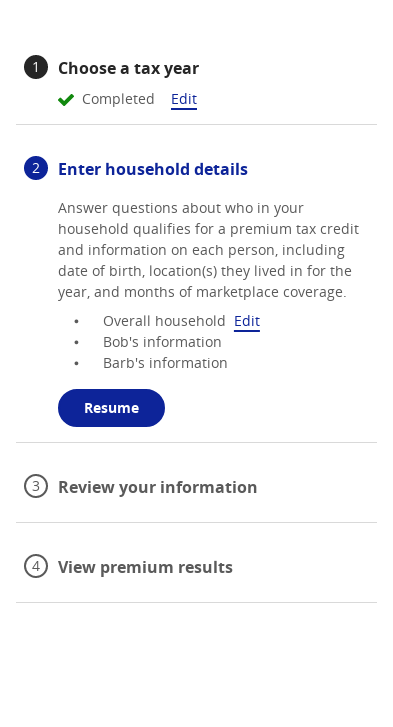 1 Choose a tax year
Completed Edit
2 Enter household details
Answer questions about who in your
household qualifies for a premium tax credit
and information on each person, including
date of birth, location(s) they lived in for the
year, and months of marketplace coverage.
• Overall household Edit
• Bob's information
• Barb's information
Resume
3 Review your information
4 View premium results